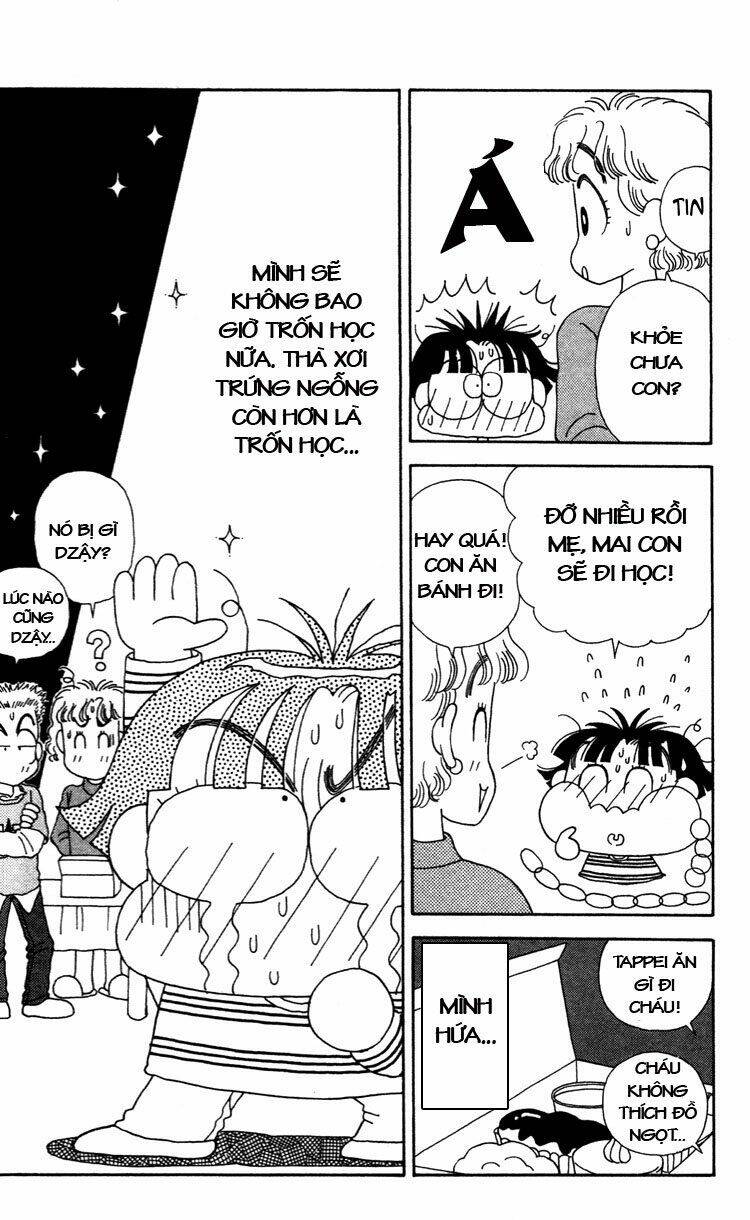 TIN
Á
KHỎE
CHƯA
CON?
ĐỠ NHIỀU RỒI
MẸ, MAI CON
SẼ ĐI HỌC!
HAY QUÁ!
CON ĂN
BÁNH ĐI!
TAPPEI ĂN
GÌ ĐI
CHÁU!
CHÁU
KHÔNG
THÍCH ĐỒ
NGỌT...
MÌNH
HỨA...
MÌNH SẼ
KHÔNG BAO
GIỜ TRỐN HỌC
NỮA. THÀ XƠI
TRỨNG NGỖNG
CÒN HƠN LÀ
TRỐN HỌC...
NÓ BỊ GÌ
DZẬY?
?
LÚC NÀO
CŨNG
DZẬY..